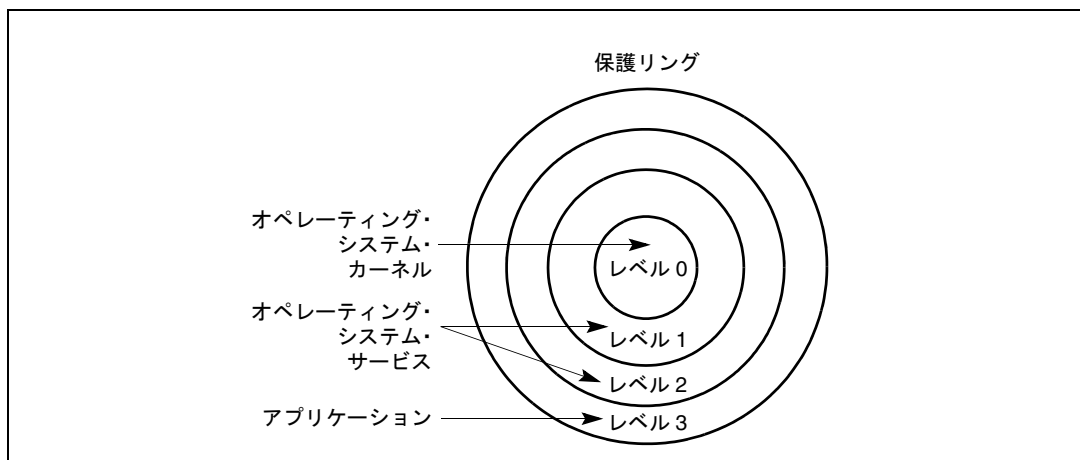 保護リング
オペレーティング・
システム・
カーネル
レベル 0
オペレーティング・
システム・
サービス
レベル 1
レベル 2
アプリケーション
レベル 3